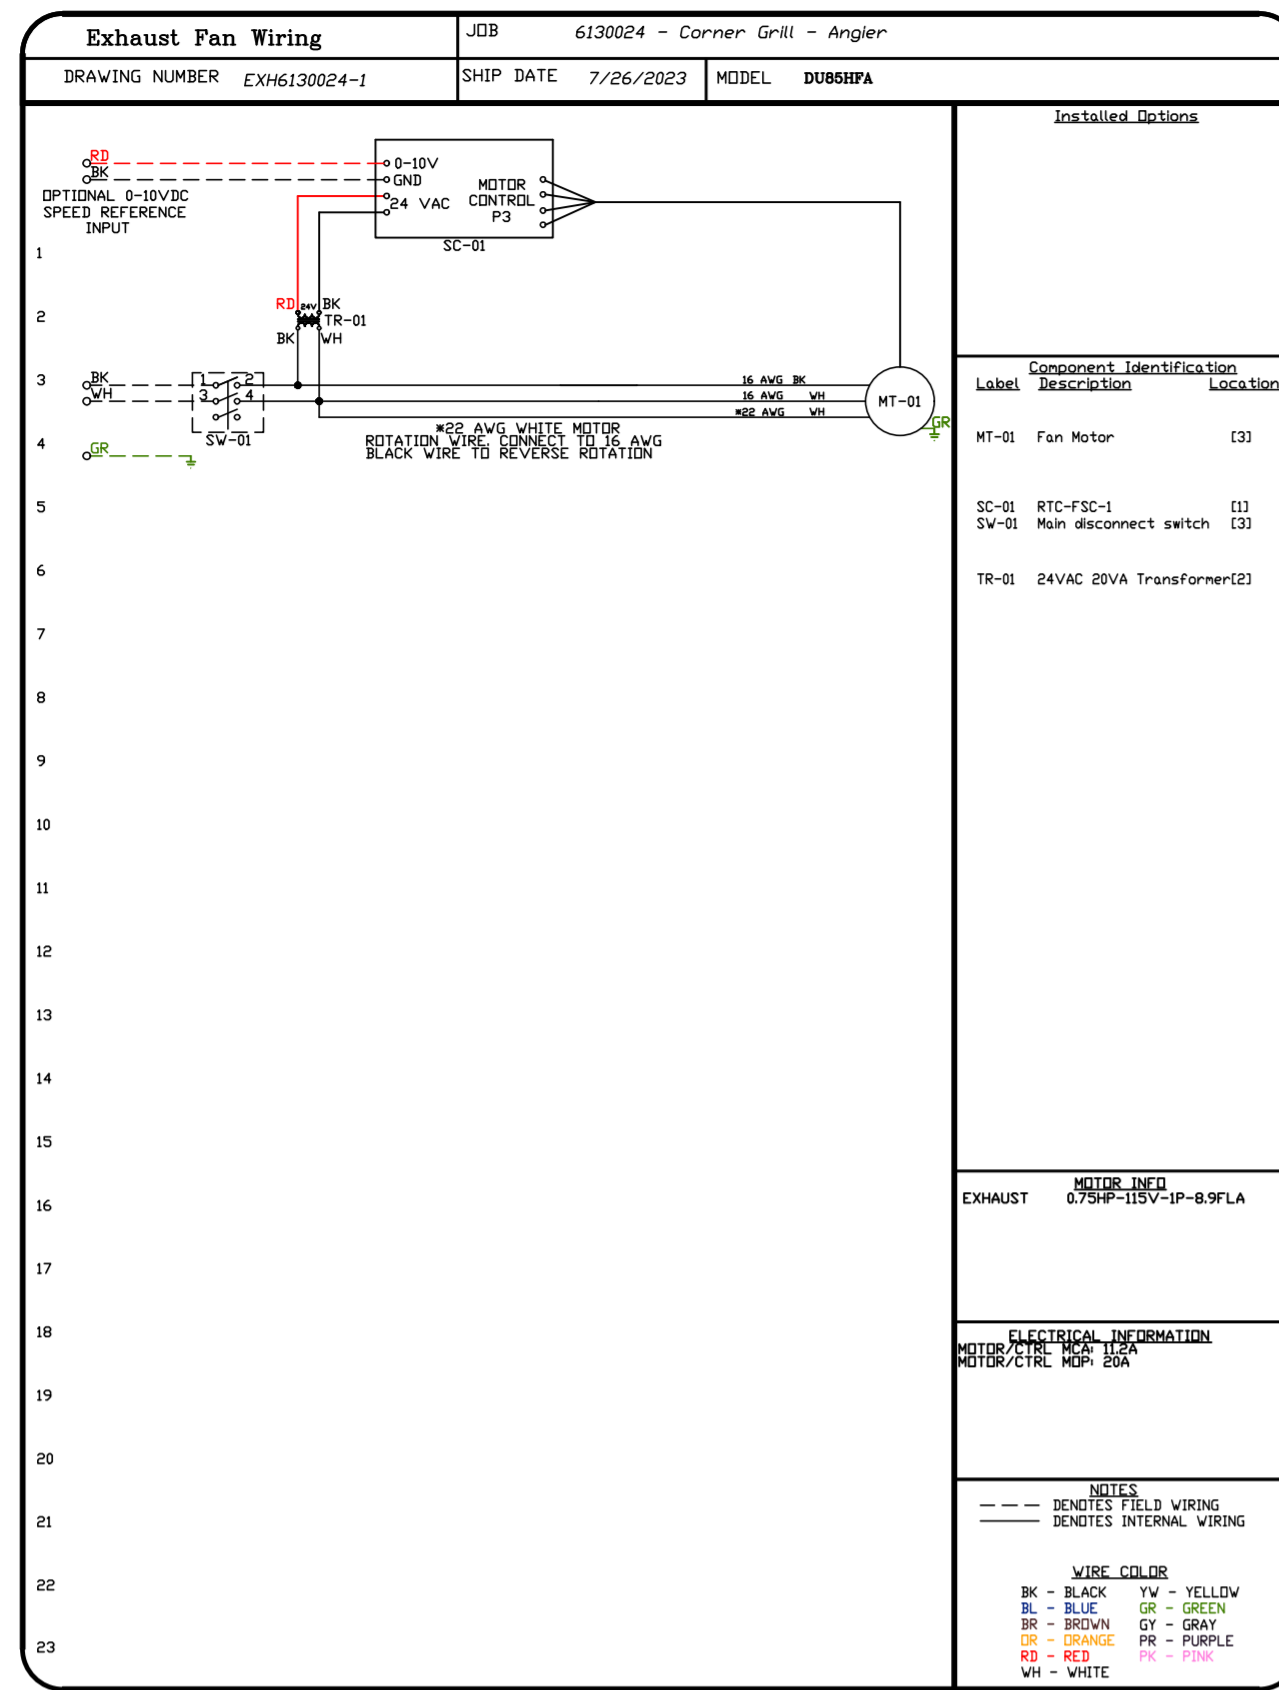 Exhaust Fan Wiring
JOB 6130024 - Corner Grill - Angier
DRAWING NUMBER EXH6130024-1
SHIP DATE 7/26/2023
MODEL DU85HFA
RD
BK
OPTIONAL 0-10VDC
SPEED REFERENCE
INPUT
0-10V
GND
24 VAC
MOTOR
CONTROL
P3
SC-01
1
2
RD 24V BK
TR-01
BK WH
3
BK
WH
1 2
3 4
SW-01
16 AWG BK
16 AWG WH
*22 AWG WH
MT-01
GR
*22 AWG WHITE MOTOR
ROTATION WIRE. CONNECT TO 16 AWG
BLACK WIRE TO REVERSE ROTATION
4
GR
5
6
7
8
9
10
11
12
13
14
15
16
17
18
19
20
21
22
23
Installed Options
Component Identification
Label Description Location
MT-01 Fan Motor [3]
SC-01 RTC-FSC-1 [1]
SW-01 Main disconnect switch [3]
TR-01 24VAC 20VA Transformer[2]
MOTOR INFO
EXHAUST 0.75HP-115V-1P-8.9FLA
ELECTRICAL INFORMATION
MOTOR/CTRL MCA: 11.2A
MOTOR/CTRL MOP: 20A
NOTES
DENOTES FIELD WIRING
DENOTES INTERNAL WIRING
WIRE COLOR
BK - BLACK YW - YELLOW
BL - BLUE GR - GREEN
BR - BROWN GY - GRAY
OR - ORANGE PR - PURPLE
RD - RED PK - PINK
WH - WHITE